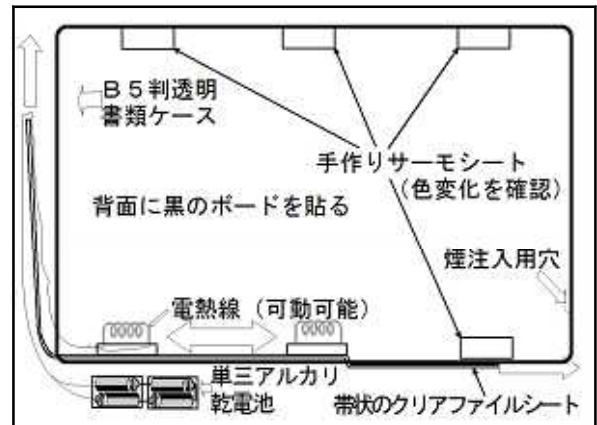 B5判透明
書類ケース
手作りサーモシート
(色変化を確認)
背面に黒のボードを貼る
煙注入用穴
電熱線(可動可能)
単三アルカリ
乾電池
帯状のクリアファイルシート